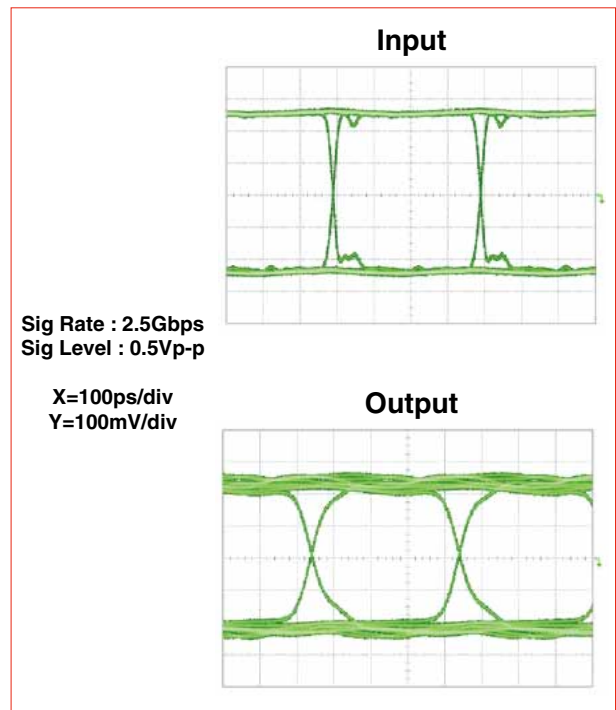 Input
Sig Rate : 2.5Gbps
Sig Level : 0.5Vp-p
X=100ps/div
Y=100mV/div
Output